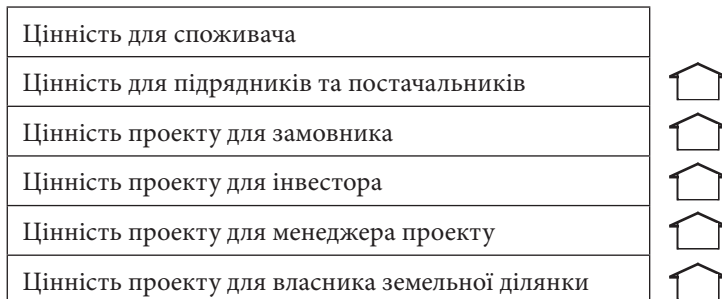 Цінність для споживача
Цінність для підрядників та постачальників
Цінність проекту для замовника
Цінність проекту для інвестора
Цінність проекту для менеджера проекту
Цінність проекту для власника земельної ділянки